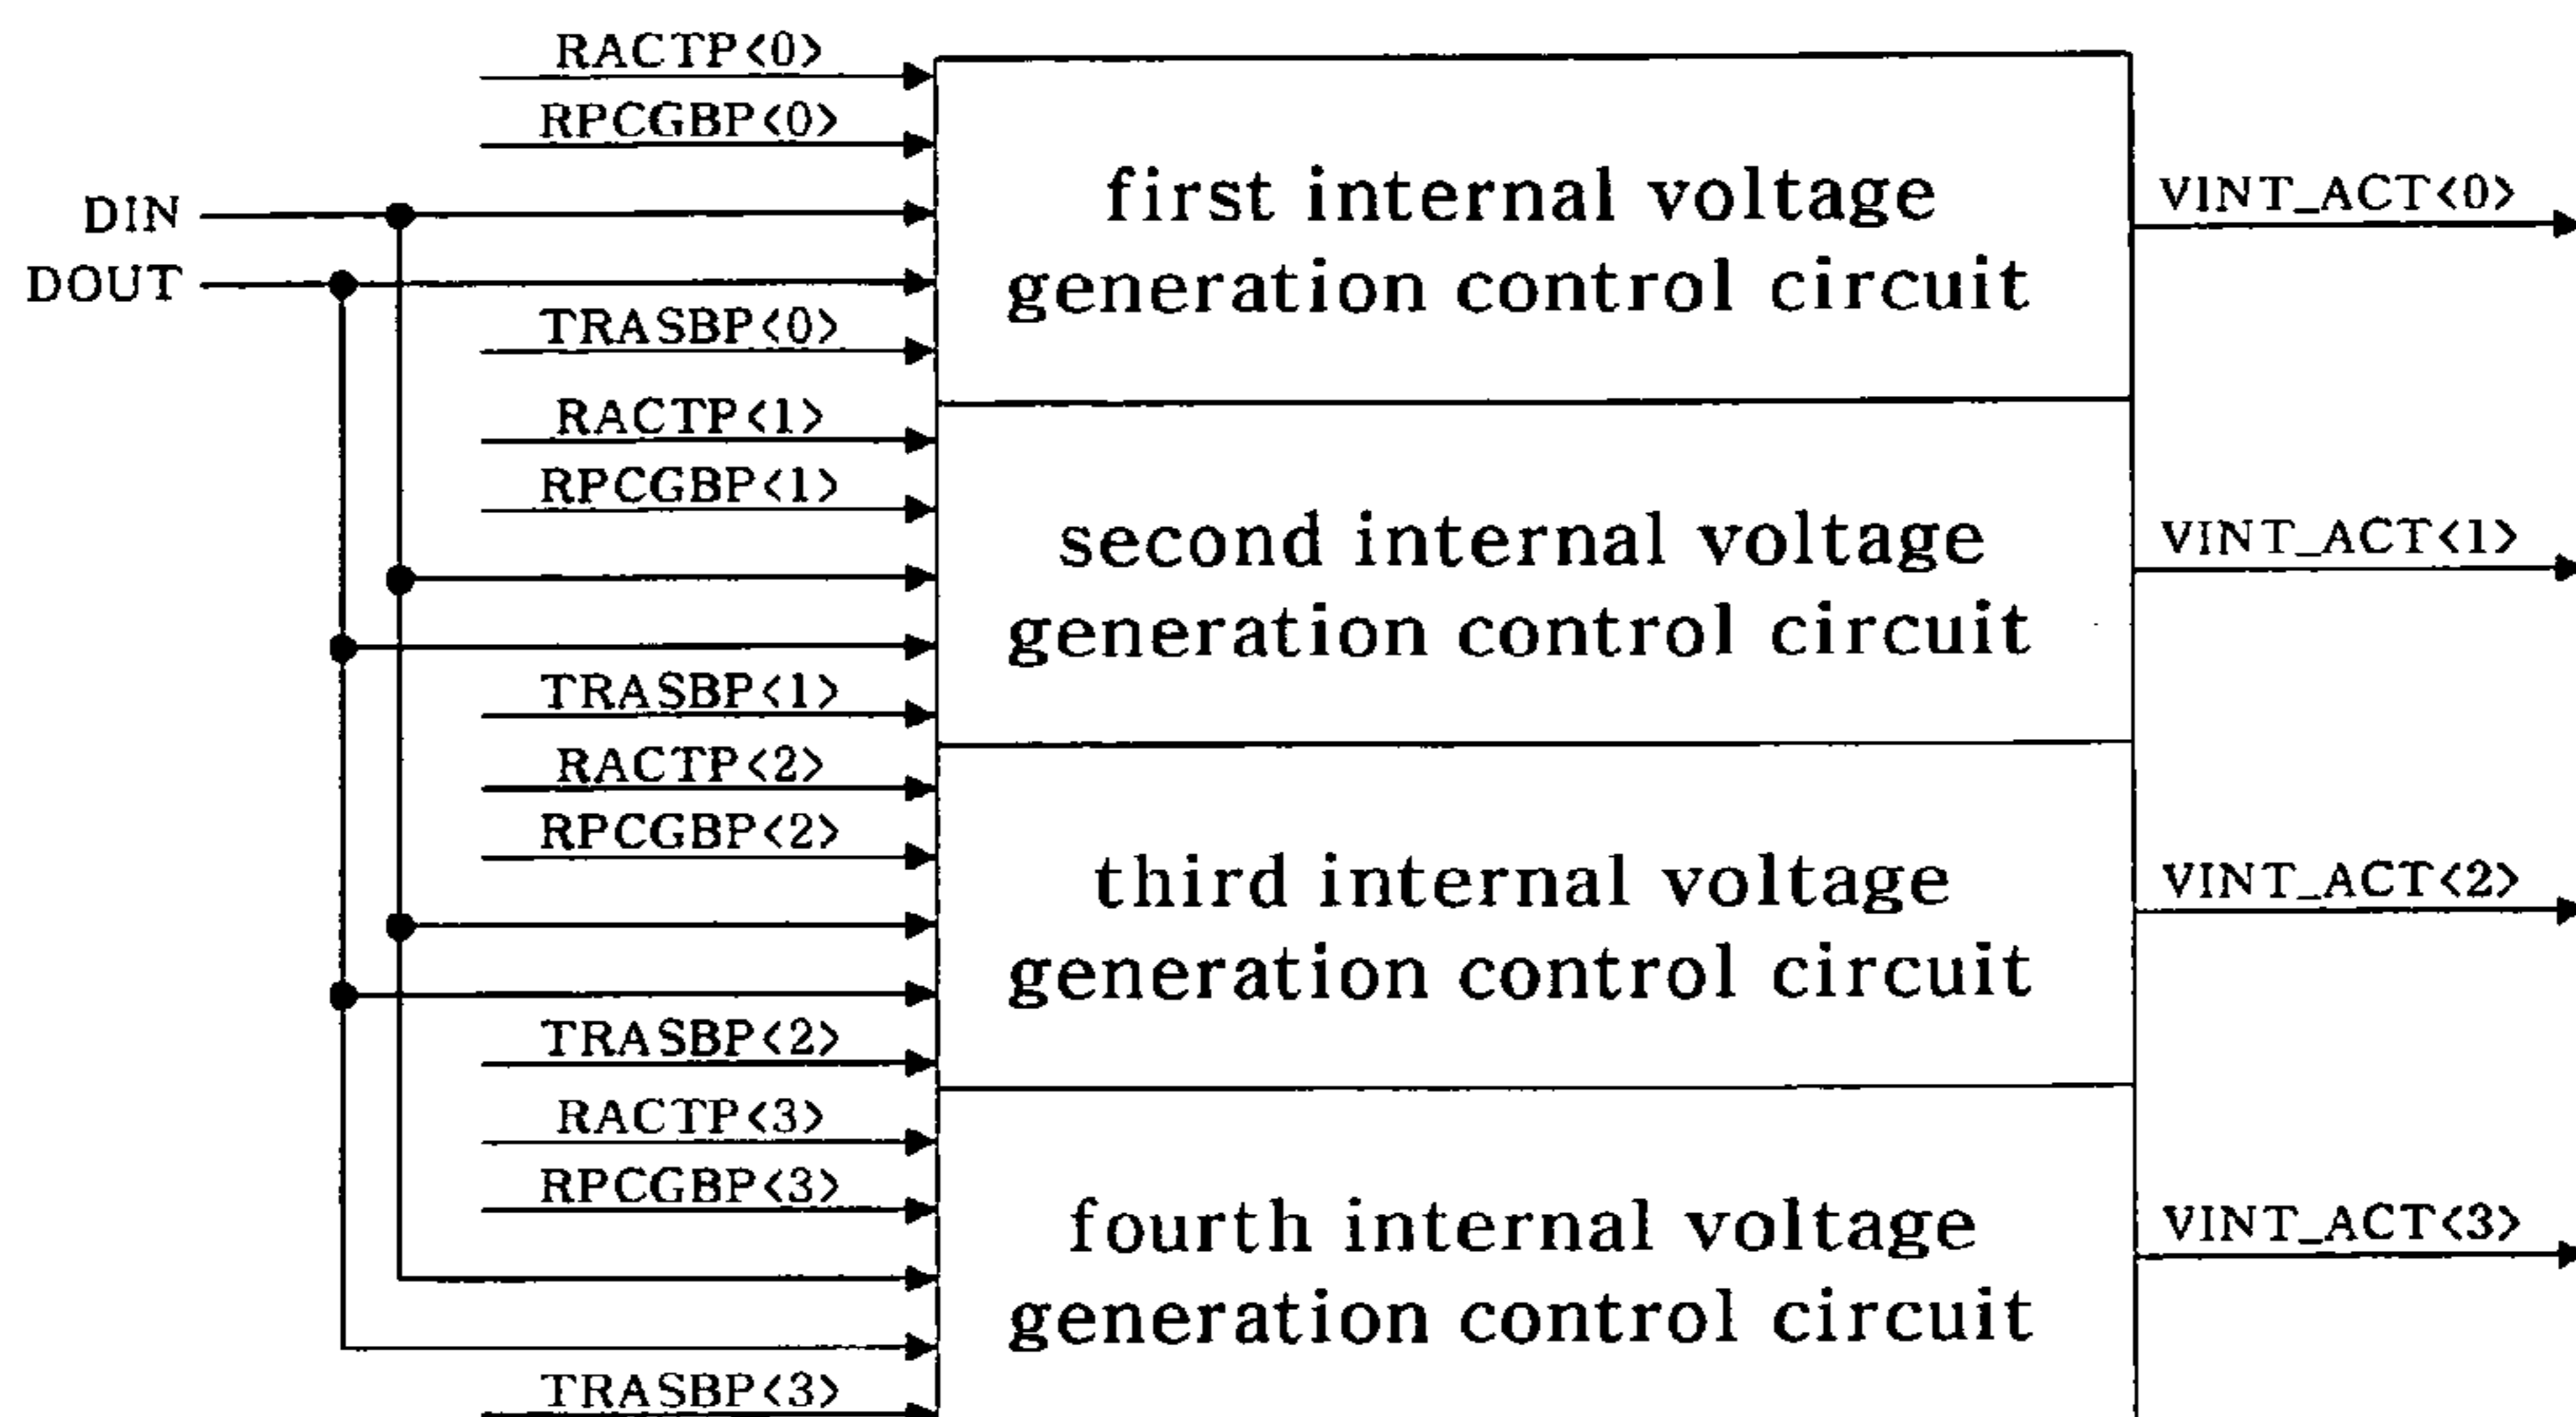 RACTP<0>
RPCGBP<0>
DIN
DOUT
TRASBP<0>
first internal voltage
generation control circuit
VINT_ACT<0>
RACTP<1>
RPCGBP<1>
TRASBP<1>
second internal voltage
generation control circuit
VINT_ACT<1>
RACTP<2>
RPCGBP<2>
TRASBP<2>
third internal voltage
generation control circuit
VINT_ACT<2>
RACTP<3>
RPCGBP<3>
TRASBP<3>
fourth internal voltage
generation control circuit
VINT_ACT<3>